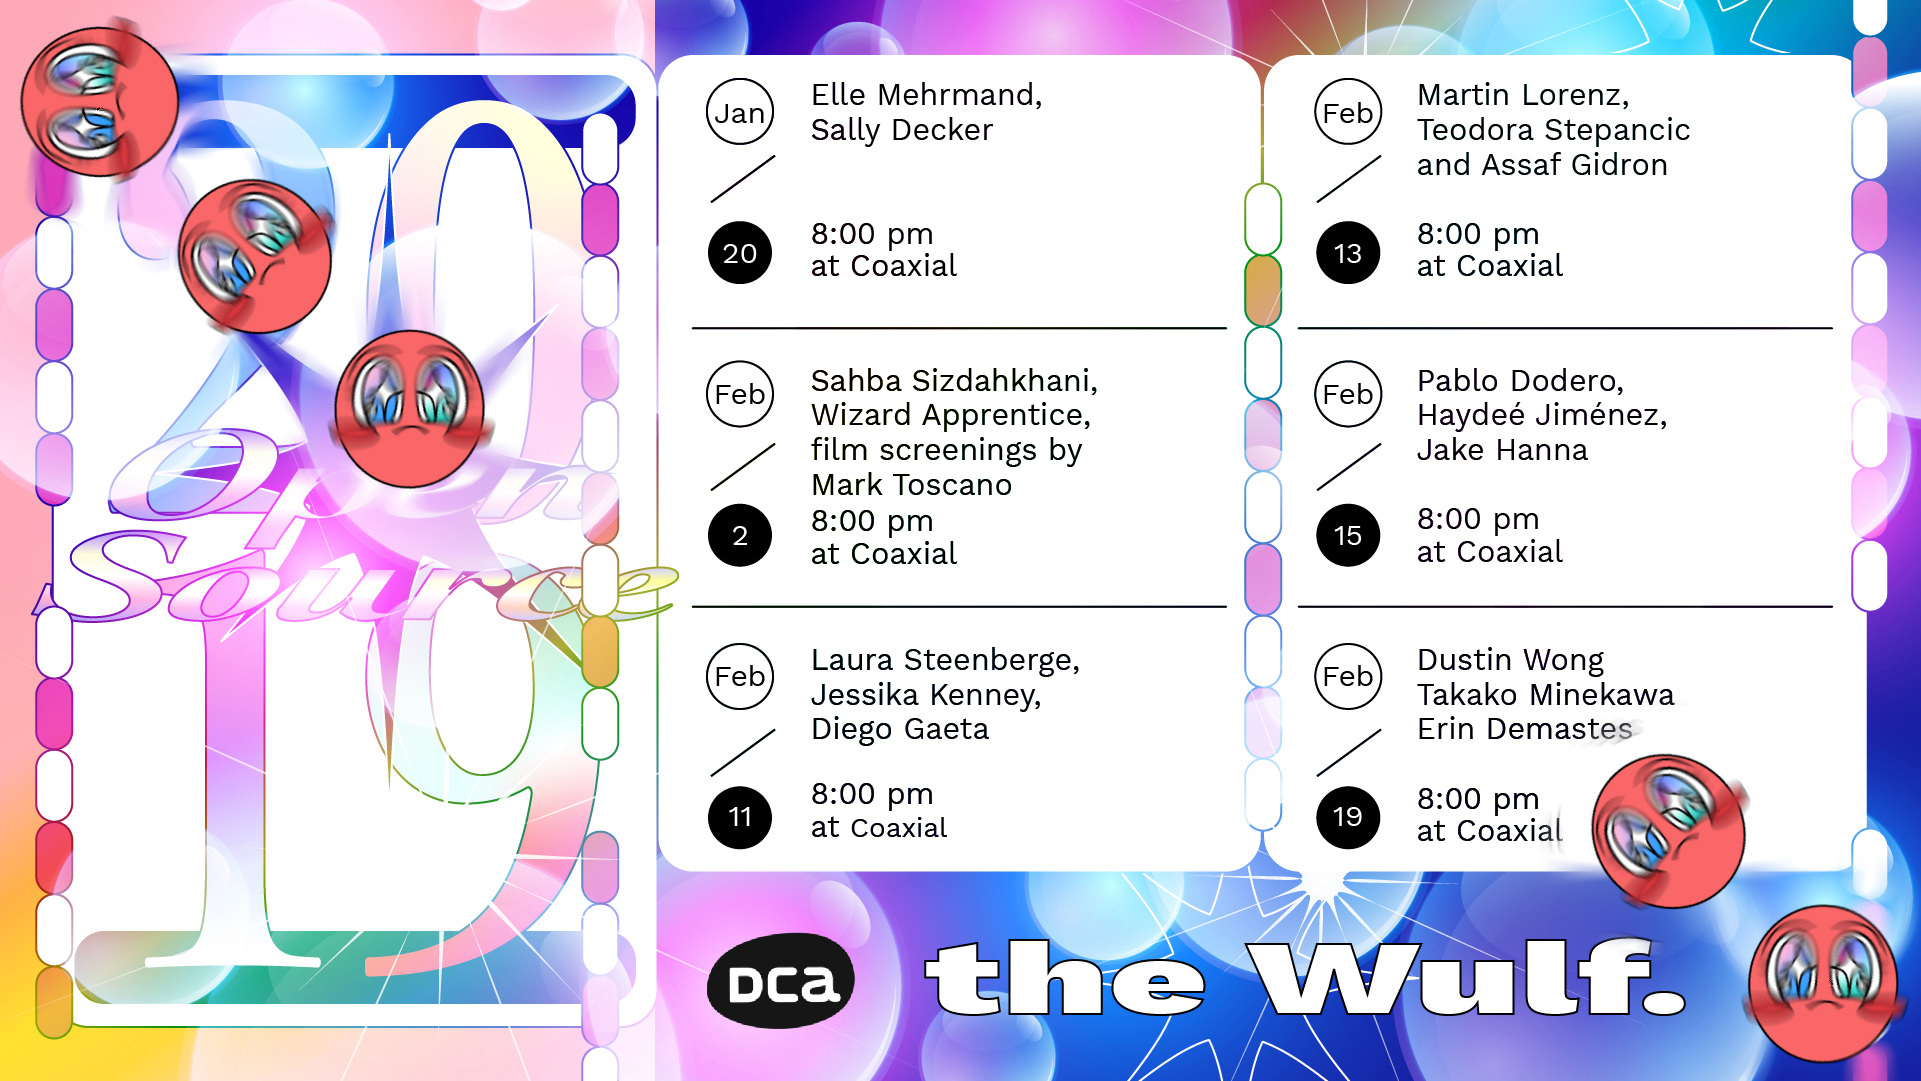 20
Open
Source
19
Jan
20
Elle Mehrmand,
Sally Decker
8:00 pm
at Coaxial
Feb
2
Sahba Sizdahkhani,
Wizard Apprentice,
film screenings by
Mark Toscano
8:00 pm
at Coaxial
Feb
11
Laura Steenberge,
Jessika Kenney,
Diego Gaeta
8:00 pm
at Coaxial
Feb
13
Martin Lorenz,
Teodora Stepancic
and Assaf Gidron
8:00 pm
at Coaxial
Feb
15
Pablo Dodero,
Haydeé Jiménez,
Jake Hanna
8:00 pm
at Coaxial
Feb
19
Dustin Wong
Takako Minekawa
Erin Demastes
8:00 pm
at Coaxial
DCA
the Wulf.